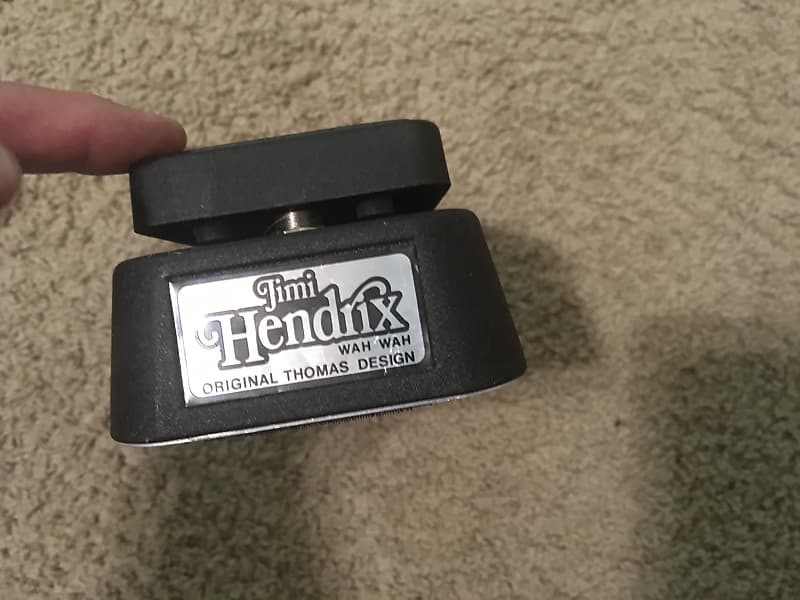 Jimi
Hendrix
WAH WAH
ORIGINAL THOMAS DESIGN